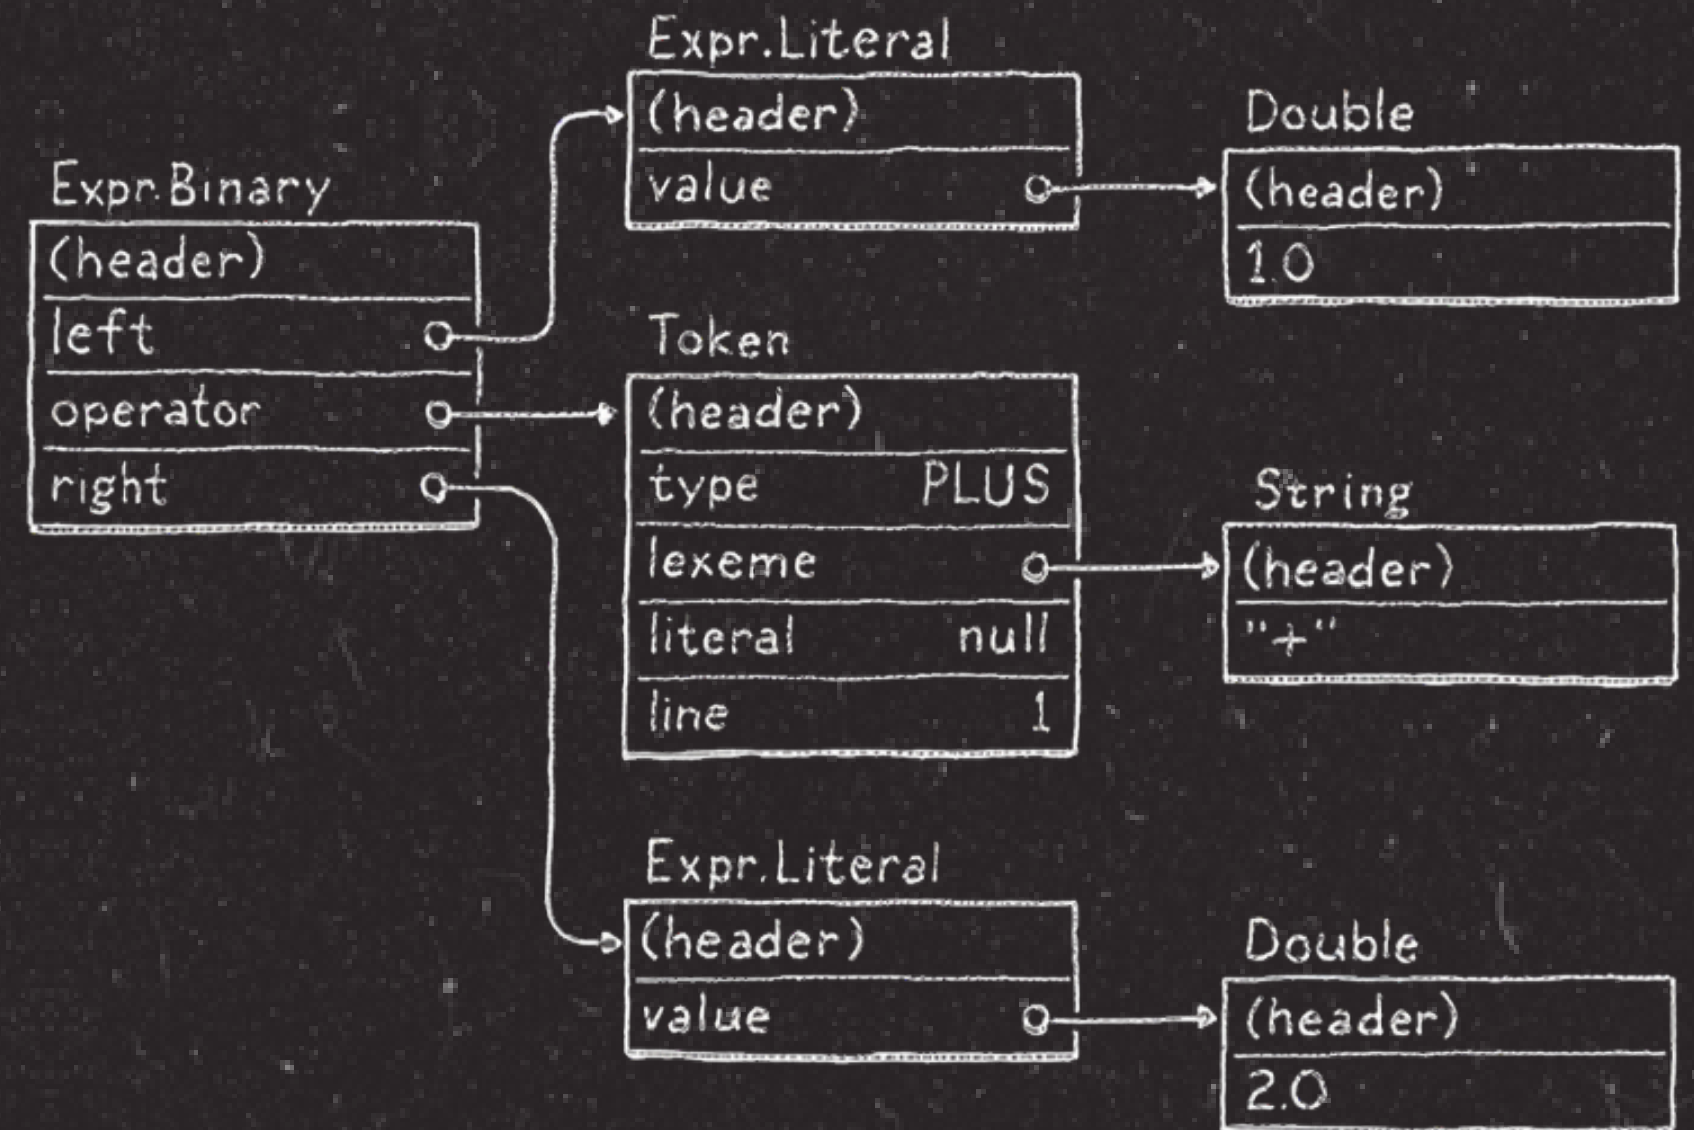 Expr.Binary
(header)
left
operator
right
Expr.Literal
(header)
value
Double
(header)
1.0
Token
(header)
type PLUS
lexeme
literal null
line 1
String
(header)
"+"
Expr.Literal
(header)
value
Double
(header)
2.0